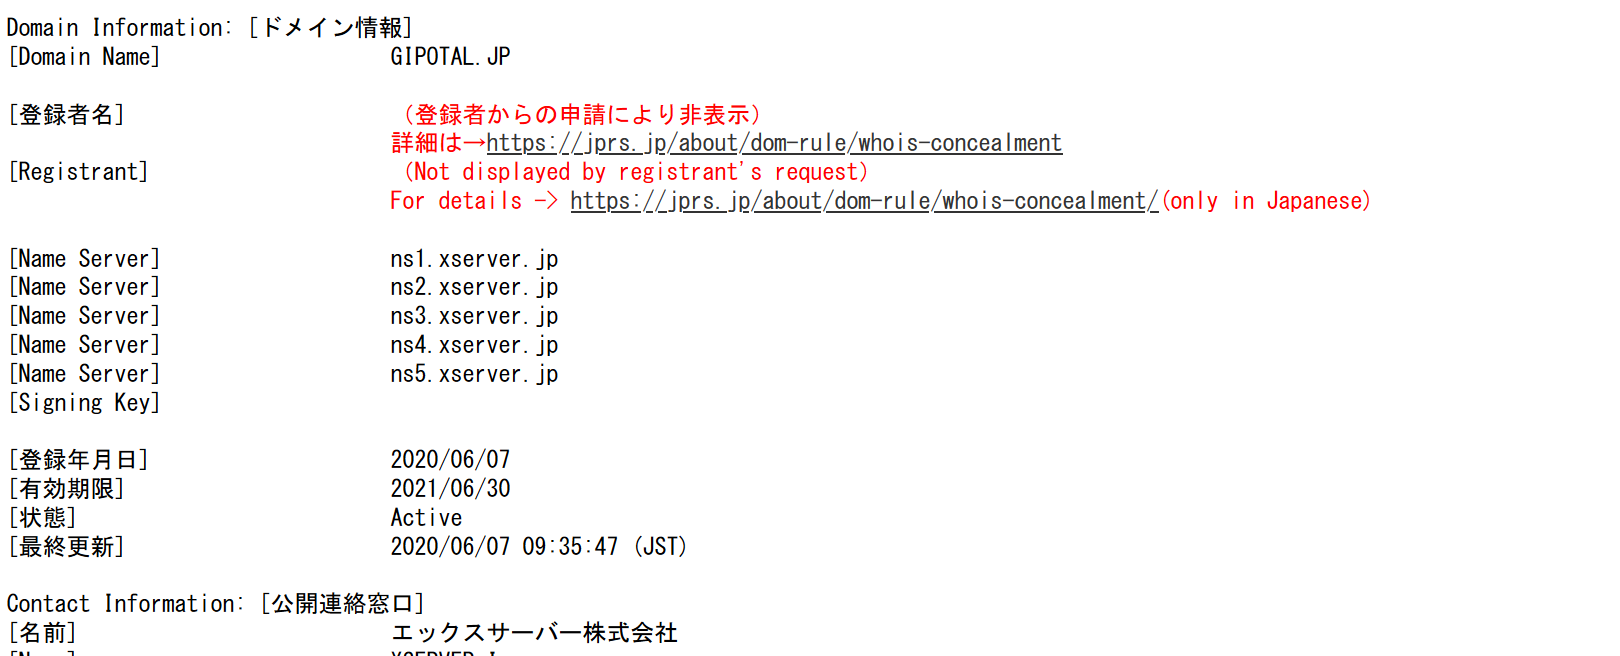 Domain Information: [ドメイン情報]
[Domain Name] GIPOTAL.JP
[登録者名] （登録者からの申請により非表示）
詳細は→https://jprs.jp/about/dom-rule/whois-concealment
[Registrant] （Not displayed by registrant's request）
For details -> https://jprs.jp/about/dom-rule/whois-concealment/(only in Japanese)
[Name Server] ns1.xserver.jp
[Name Server] ns2.xserver.jp
[Name Server] ns3.xserver.jp
[Name Server] ns4.xserver.jp
[Name Server] ns5.xserver.jp
[Signing Key]
[登録年月日] 2020/06/07
[有効期限] 2021/06/30
[状態] Active
[最終更新] 2020/06/07 09:35:47 (JST)
Contact Information: [公開連絡窓口]
[名前] エックスサーバー株式会社